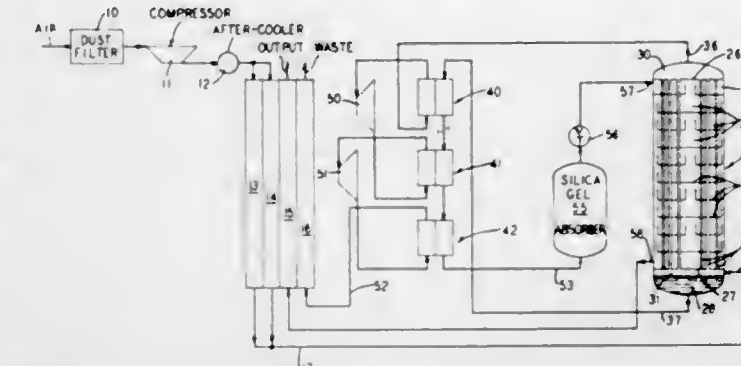 10
COMPRESSOR
AIR
DUST
FILTER
AFTER-COOLER
OUTPUT
WASTE
11
12
13
14
15
16
50
51
52
40
41
42
53
56
SILICA
GEL
55
ABSORBER
57
30
36
26
58
31
37
27
28